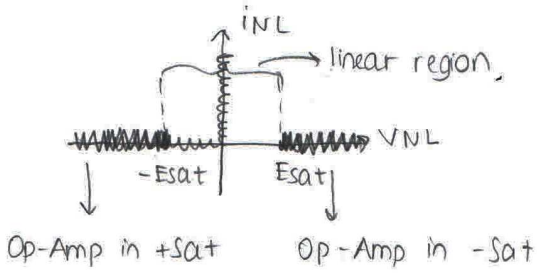 iNL
linear region.
VNL
-Esat
Esat
Op-Amp in +sat
Op-Amp in -sat